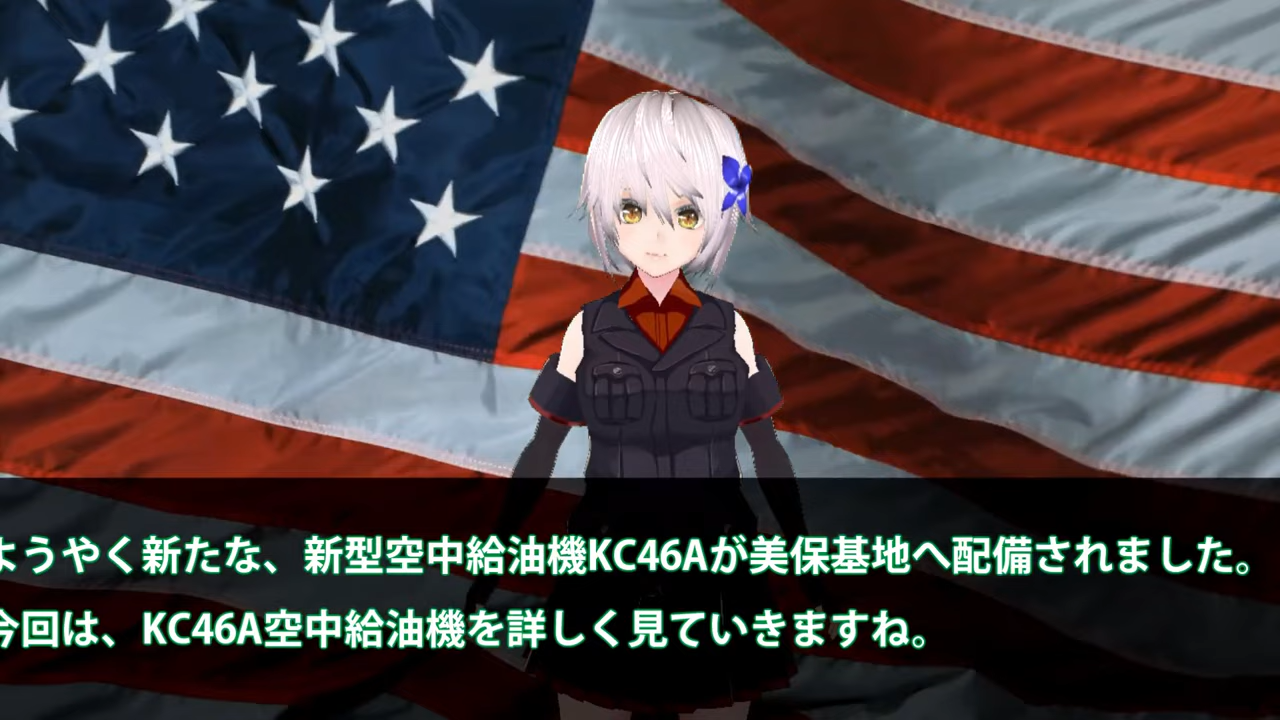 ようやく新たな、新型空中給油機KC46Aが美保基地へ配備されました。
今回は、KC46A空中給油機を詳しく見ていきますね。